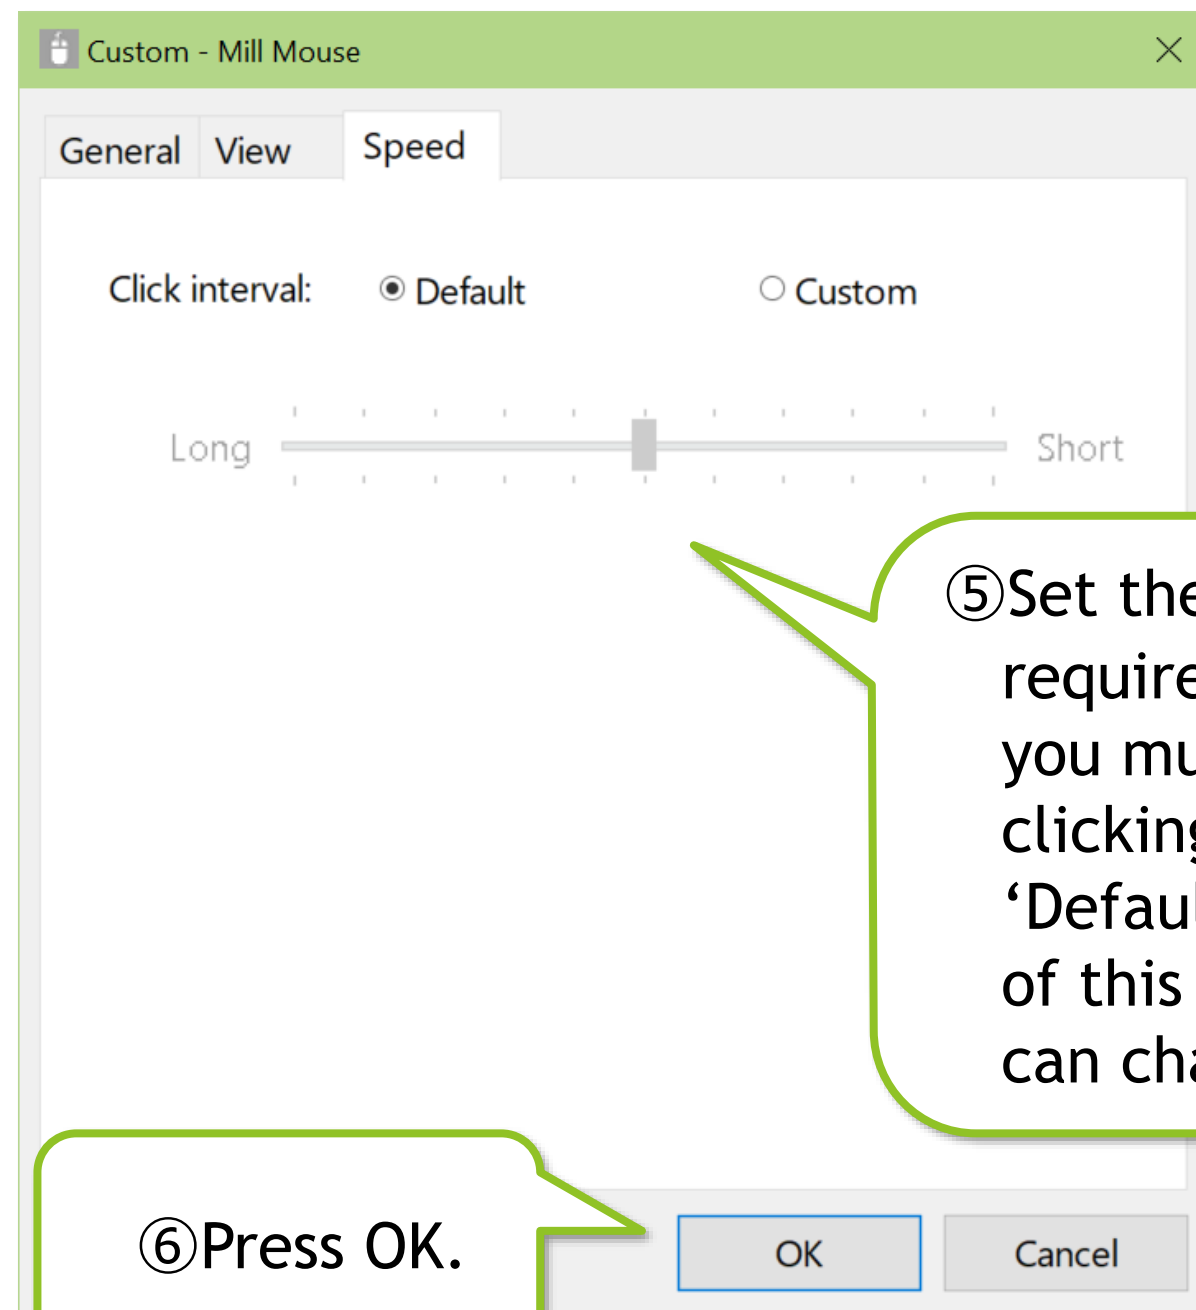 Custom - Mill Mouse
General View Speed
Click interval: Default Custom
Long Short
⑤Set the
require
you mu
clicking
‘Defaul
of this
can cha
⑥Press OK.
OK Cancel